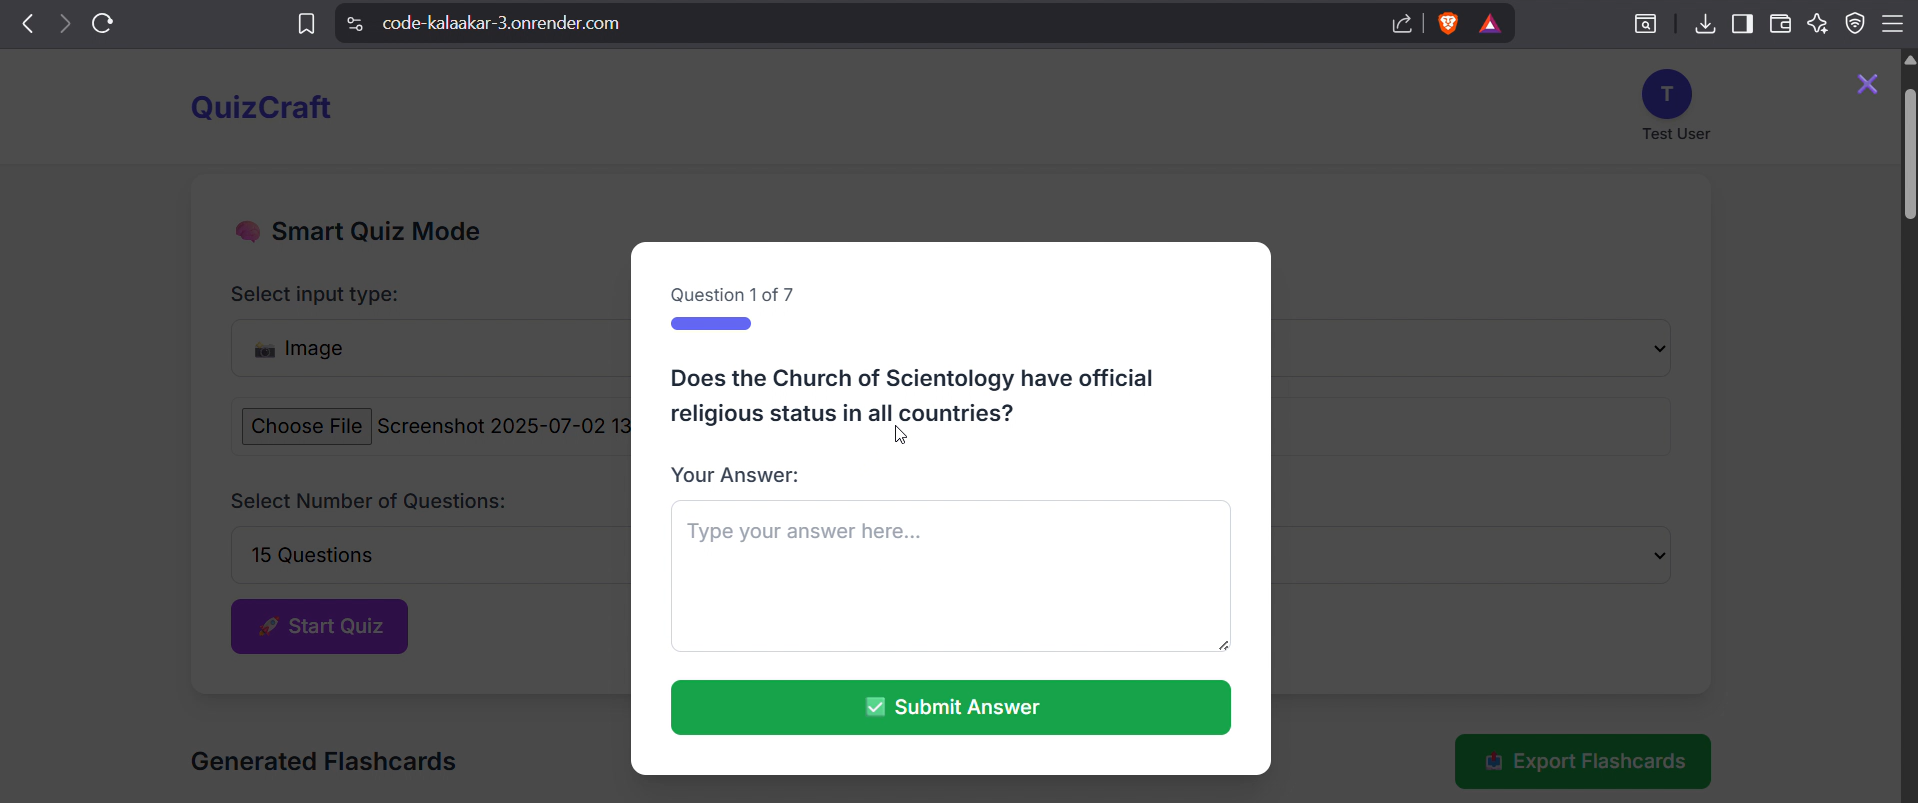 code-kalaakar-3.onrender.com
QuizCraft
T
Test User
Smart Quiz Mode
Select input type:
Image
Choose File Screenshot 2025-07-02 13
Select Number of Questions:
15 Questions
Start Quiz
Question 1 of 7
Does the Church of Scientology have official
religious status in all countries?
Your Answer:
Type your answer here...
Submit Answer
Generated Flashcards
Export Flashcards